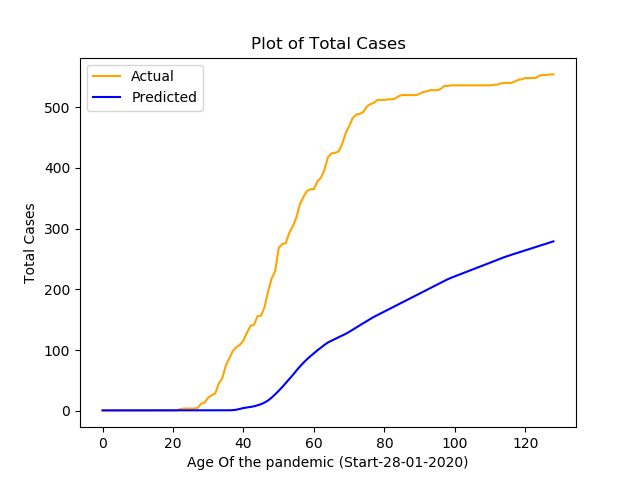 Plot of Total Cases
Actual
Predicted
Total Cases
500
400
300
200
100
0
0 20 40 60 80 100 120
Age Of the pandemic (Start-28-01-2020)